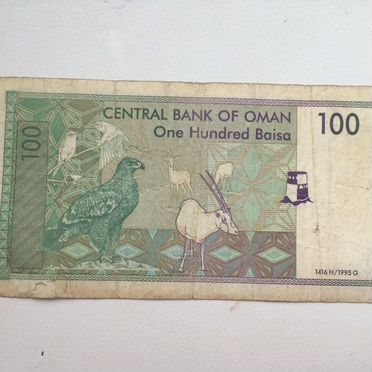 CENTRAL BANK OF OMAN
One Hundred Baisa
100
100
1416 H/1995 G